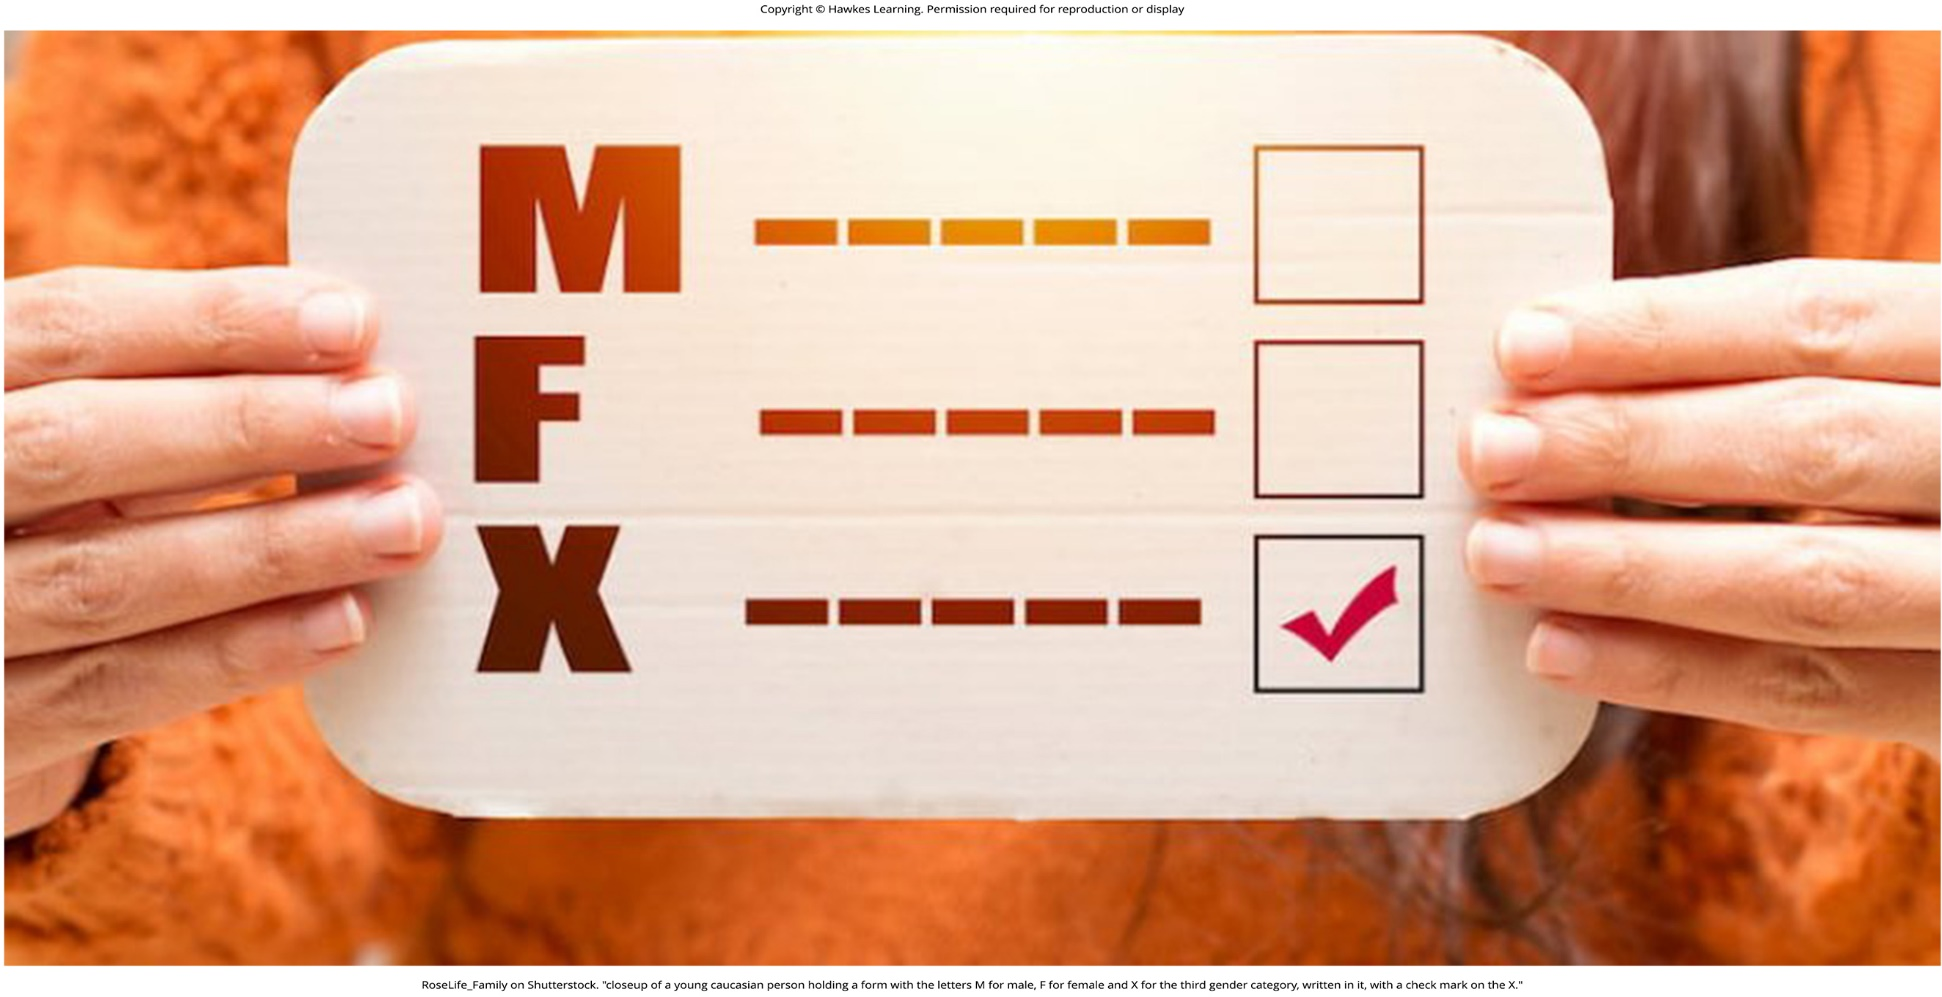 Copyright © Hawkes Learning. Permission required for reproduction or display
M
F
X
RoseLife_Family on Shutterstock. "closeup of a young caucasian person holding a form with the letters M for male, F for female and X for the third gender category, written in it, with a check mark on the X."